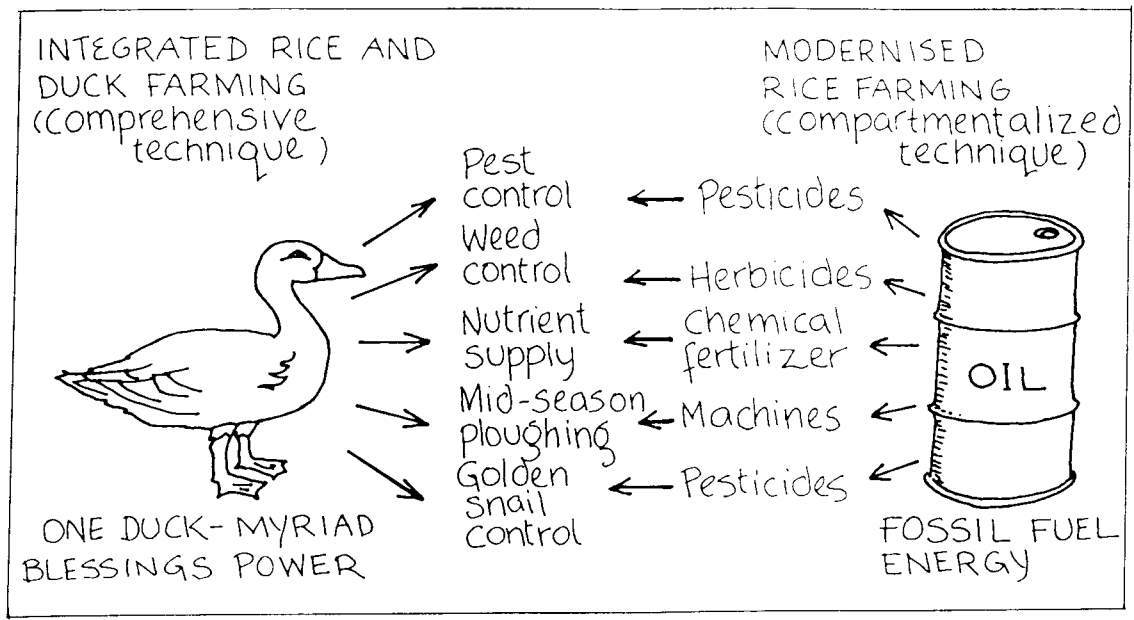 INTEGRATED RICE AND
DUCK FARMING
(comprehensive
technique)
MODERNISED
RICE FARMING
(compartmentalized
technique)
Pest
control
Pesticides
Weed
control
Herbicides
Nutrient
supply
Chemical
fertilizer
Mid-season
ploughing
Machines
Golden
snail
control
Pesticides
OIL
ONE DUCK-MYRIAD
BLESSINGS POWER
FOSSIL FUEL
ENERGY